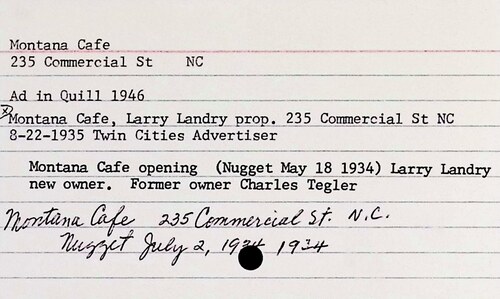 Montana Cafe
235 Commercial St NC
Ad in Quill 1946
Montana Cafe, Larry Landry prop. 235 Commercial St NC
8-22-1935 Twin Cities Advertiser
Montana Cafe opening (Nugget May 18 1934) Larry Landry
new owner. Former owner Charles Tegler
Montana Cafe 235 Commercial St. N.C.
Nugget July 2, 1934 1934